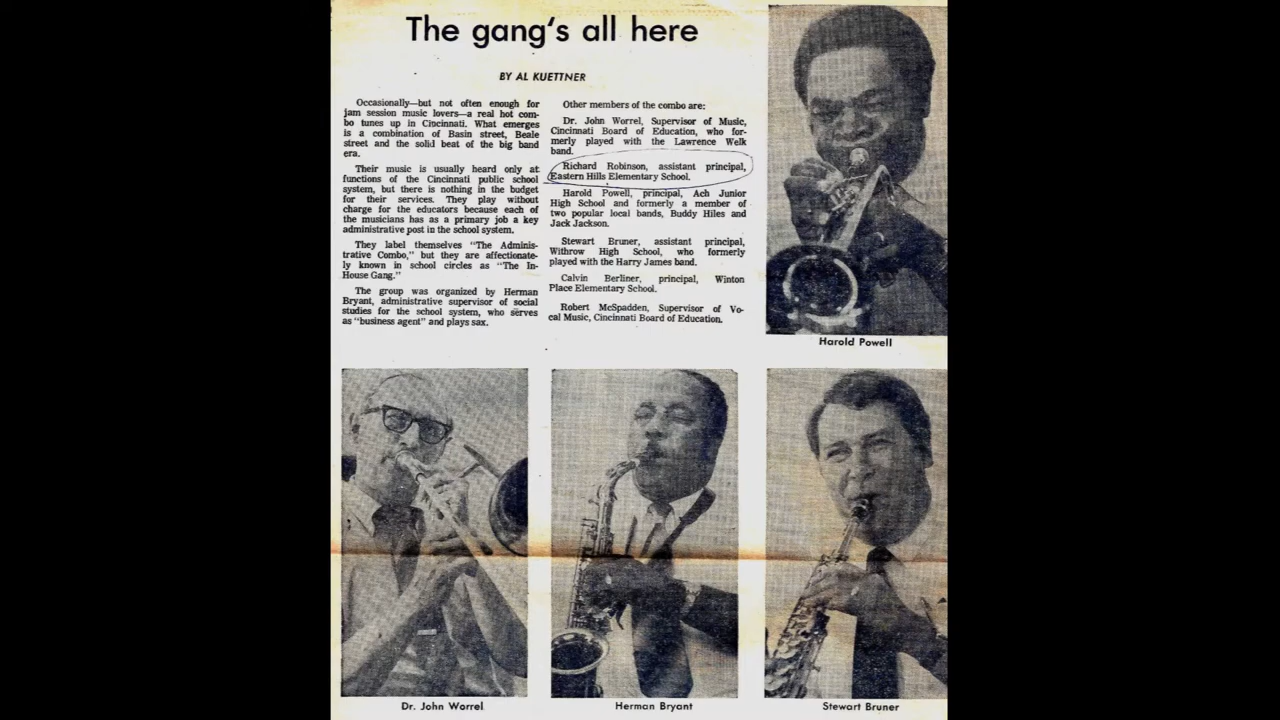 The gang's all here
BY AL KUETTNER
Occasionally—but not often enough for
jam session music lovers—a real hot com-
bo tunes up in Cincinnati. What emerges
is a combination of Basin street, Beale
street and the solid beat of the big band
era.
Their music is usually heard only at
functions of the Cincinnati public school
system, but there is nothing in the budget
for their services. They play without
charge for the educators because each of
the musicians has as a primary job a key
administrative post in the school system.
They label themselves "The Adminis-
trative Combo," but they are affectionate-
ly known in school circles as "The In-
House Gang."
The group was organized by Herman
Bryant, administrative supervisor of social
studies for the school system, who serves
as "business agent" and plays sax.
Other members of the combo are:
Dr. John Worrel, Supervisor of Music,
Cincinnati Board of Education, who for-
merly played with the Lawrence Welk
band.
Richard Robinson, assistant principal,
Eastern Hills Elementary School.
Harold Powell, principal, Ach Junior
High School and formerly a member of
two popular local bands, Buddy Hiles and
Jack Jackson.
Stewart Bruner, assistant principal,
Withrow High School, who formerly
played with the Harry James band.
Calvin Berliner, principal, Winton
Place Elementary School.
Robert McSpadden, Supervisor of Vo-
cal Music, Cincinnati Board of Education.
Harold Powell
Dr. John Worrel
Herman Bryant
Stewart Bruner